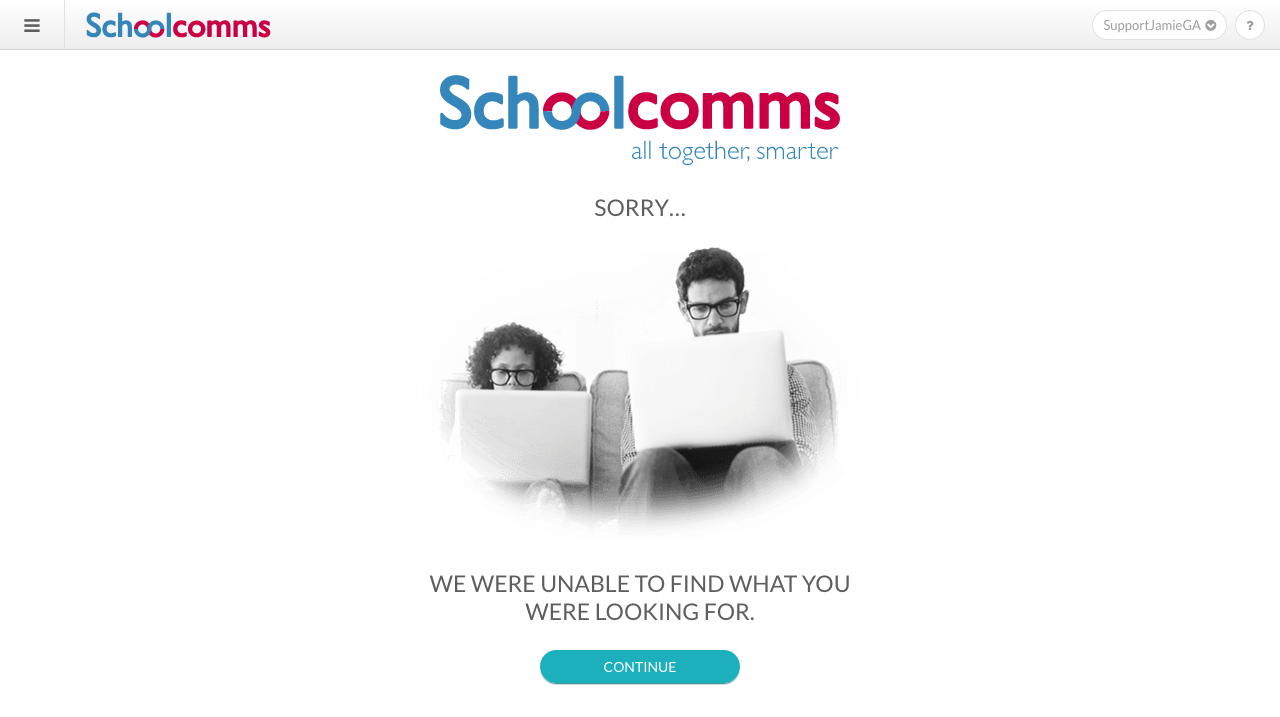 Schoolcomms
SupportJamieGA
?
Schoolcomms
all together, smarter
SORRY...
WE WERE UNABLE TO FIND WHAT YOU
WERE LOOKING FOR.
CONTINUE